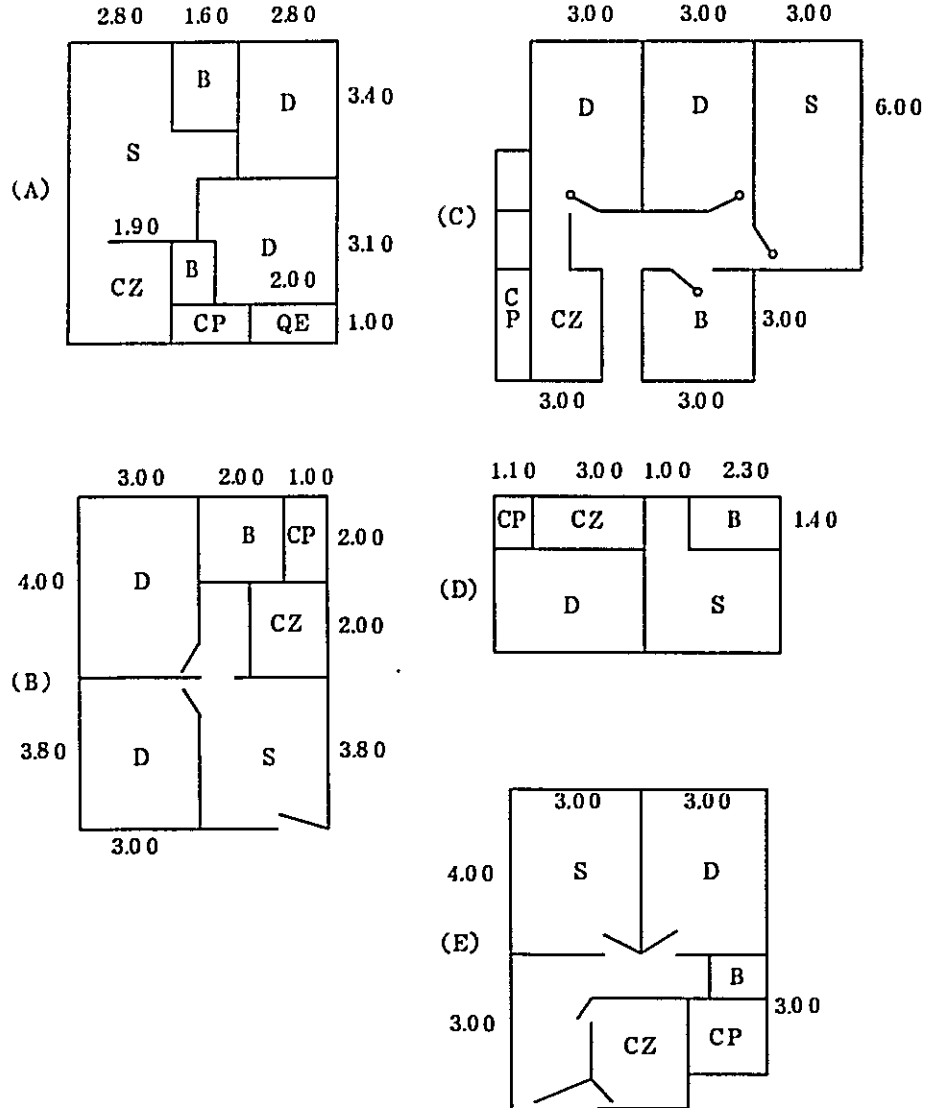 2.80 1.60 2.80
B
D
3.40
S
(A)
1.90
D
3.10
CZ
B
2.00
CP
QE
1.00
3.00 3.00 3.00
D
D
S
6.00
(C)
C
P
CZ
B
3.00
3.00
3.00
3.00 2.00 1.00
B
CP
2.00
4.00
D
CZ
2.00
(B)
3.80
D
S
3.80
3.00
1.10 3.00 1.00 2.30
CP
CZ
B
1.40
(D)
D
S
3.00 3.00
4.00
S
D
(E)
B
3.00
3.00
CZ
CP